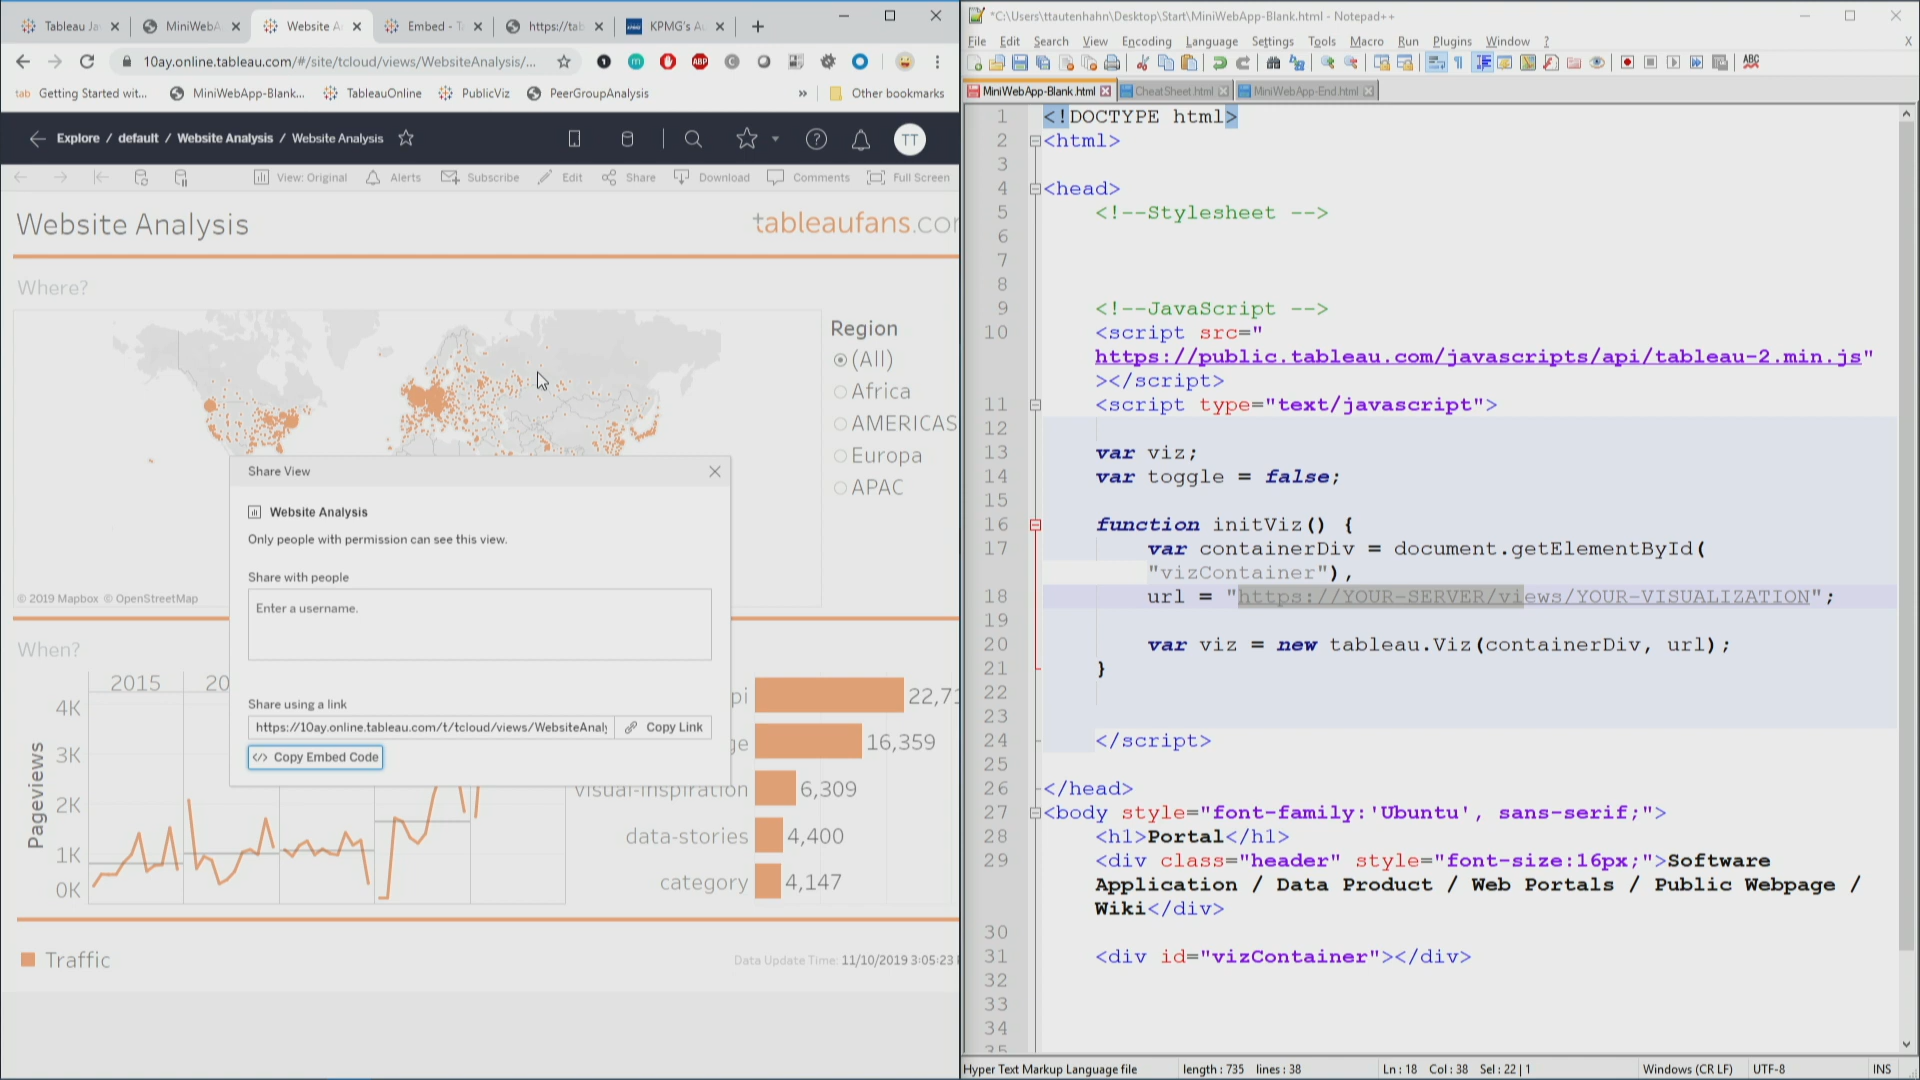 Tableau Ja
MiniWebA
Website A
Embed - T
https://tab
KPMG's A
10ay.online.tableau.com/#/site/tcloud/views/WebsiteAnalysis/...
ABP
tab Getting Started wit...
MiniWebApp-Blank...
TableauOnline
PublicViz
PeerGroupAnalysis
»
Other bookmarks
Explore / default / Website Analysis / Website Analysis
TT
View: Original
Alerts
Subscribe
Edit
Share
Download
Comments
Full Screen
Website Analysis
tableaufans.co
Where?
Region
(All)
Africa
AMERICAS
Europa
APAC
© 2019 Mapbox © OpenStreetMap
Share View
Website Analysis
Only people with permission can see this view.
Share with people
Enter a username.
Share using a link
https://10ay.online.tableau.com/t/tcloud/views/WebsiteAnaly
Copy Link
</> Copy Embed Code
When?
2015
20
4K
3K
2K
1K
0K
Pageviews
pi
22,71
ge
16,359
visual-inspiration
6,309
data-stories
4,400
category
4,147
Traffic
Data Update Time: 11/10/2019 3:05:23
*C:\Users\ttautenhahn\Desktop\Start\MiniWebApp-Blank.html - Notepad++
File Edit Search View Encoding Language Settings Tools Macro Run Plugins Window ? X
ABC
MiniWebApp-Blank.html
CheatSheet.html
MiniWebApp-End.html
1 <!DOCTYPE html>
2 <html>
3
4 <head>
5 <!--Stylesheet -->
6
7
8
9 <!--JavaScript -->
10 <script src="
https://public.tableau.com/javascripts/api/tableau-2.min.js"
></script>
11 <script type="text/javascript">
12
13 var viz;
14 var toggle = false;
15
16 function initViz() {
17 var containerDiv = document.getElementById(
"vizContainer"),
18 url = "https://YOUR-SERVER/views/YOUR-VISUALIZATION";
19
20 var viz = new tableau.Viz(containerDiv, url);
21 }
22
23
24 </script>
25
26 </head>
27 <body style="font-family:'Ubuntu', sans-serif;">
28 <h1>Portal</h1>
29 <div class="header" style="font-size:16px;">Software
Application / Data Product / Web Portals / Public Webpage /
Wiki</div>
30
31 <div id="vizContainer"></div>
32
33
34
35
Hyper Text Markup Language file
length : 735 lines : 38
Ln : 18 Col : 38 Sel : 22 | 1
Windows (CR LF)
UTF-8
INS